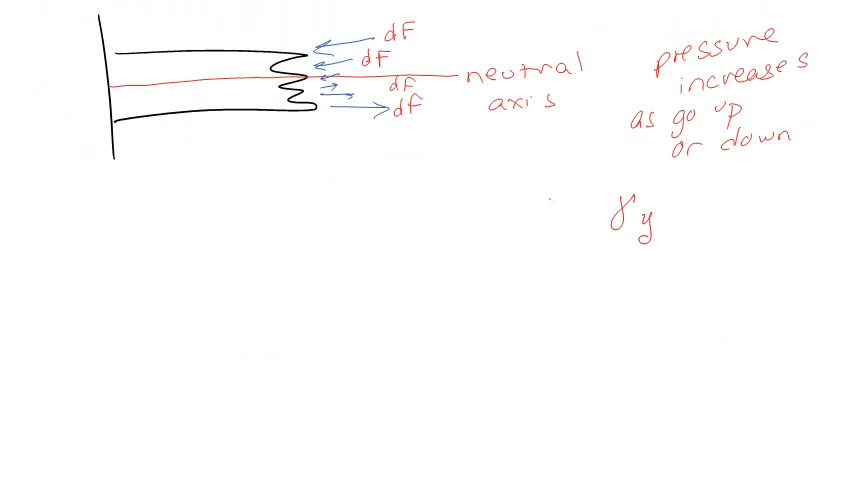 dF
dF
dF
dF
neutral
axis
pressure
increases
as go up
or down
γy